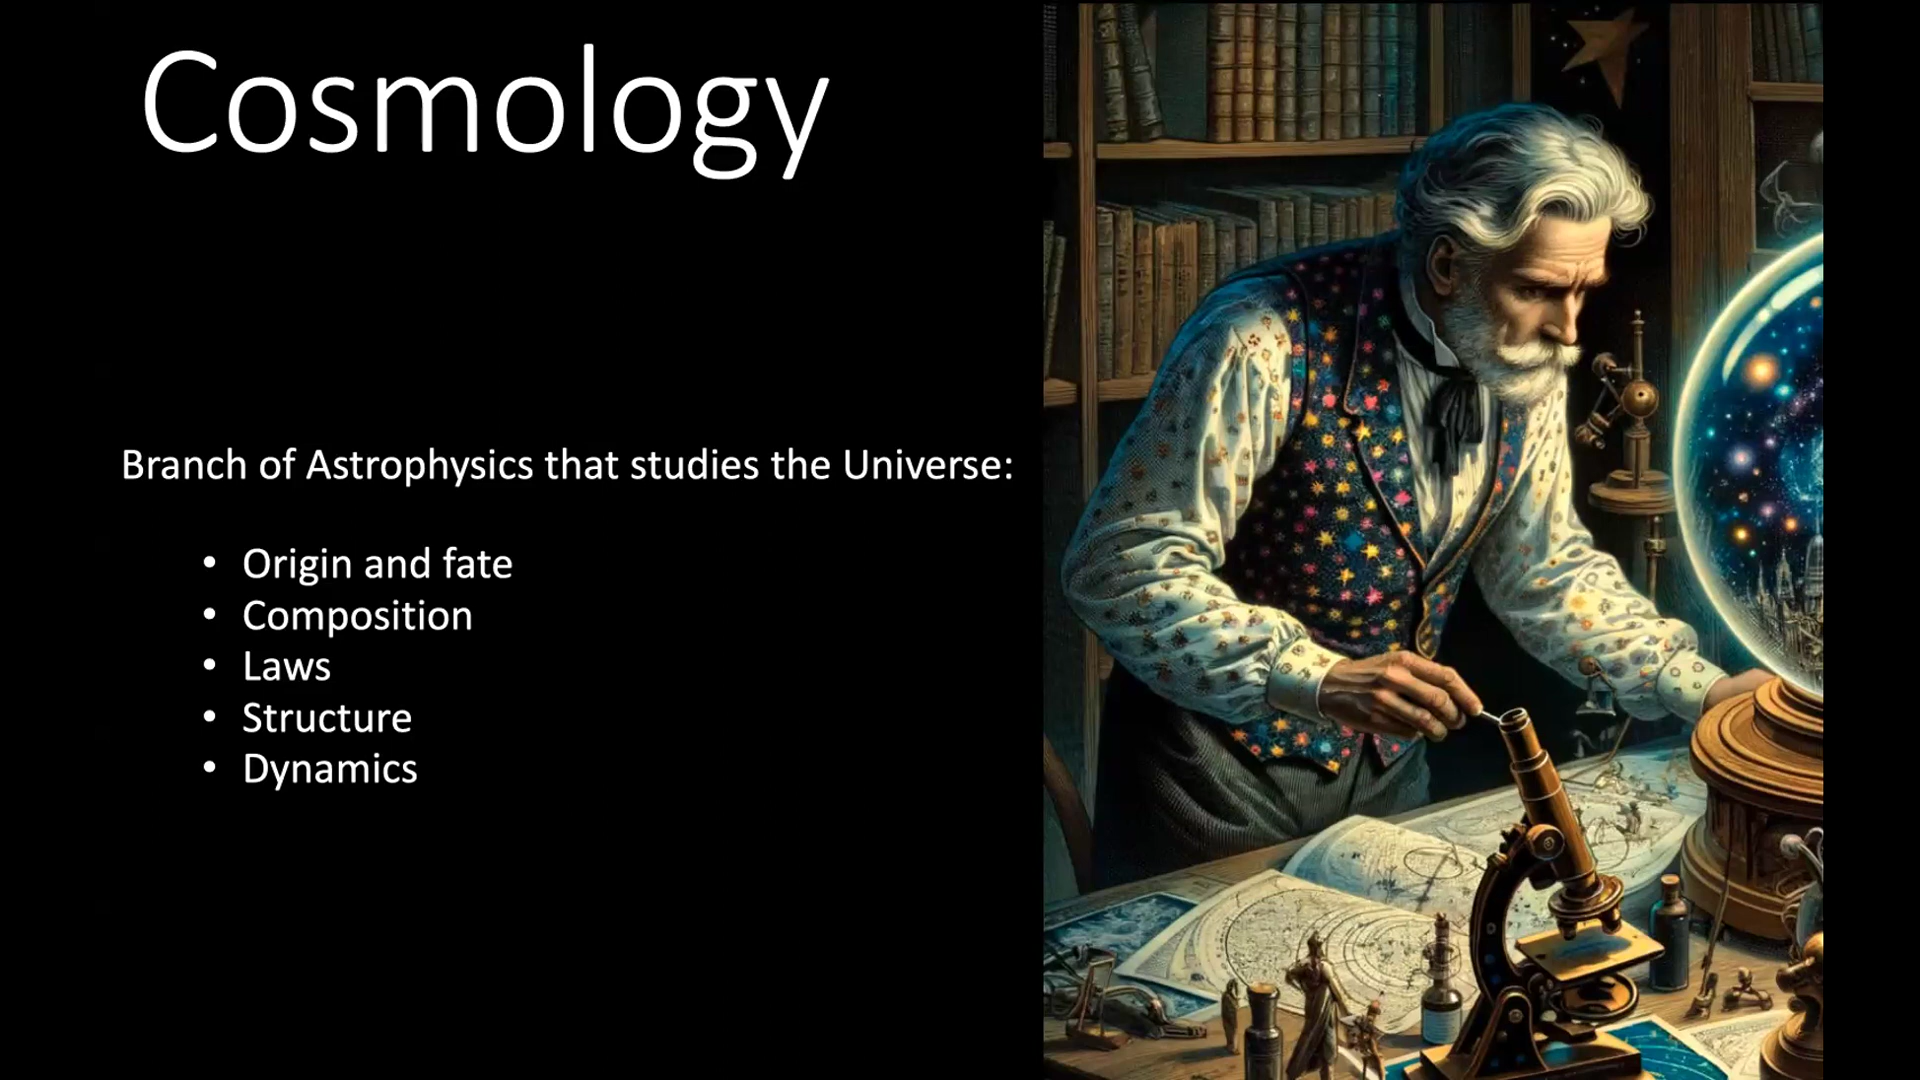 Cosmology
Branch of Astrophysics that studies the Universe:
• Origin and fate
• Composition
• Laws
• Structure
• Dynamics